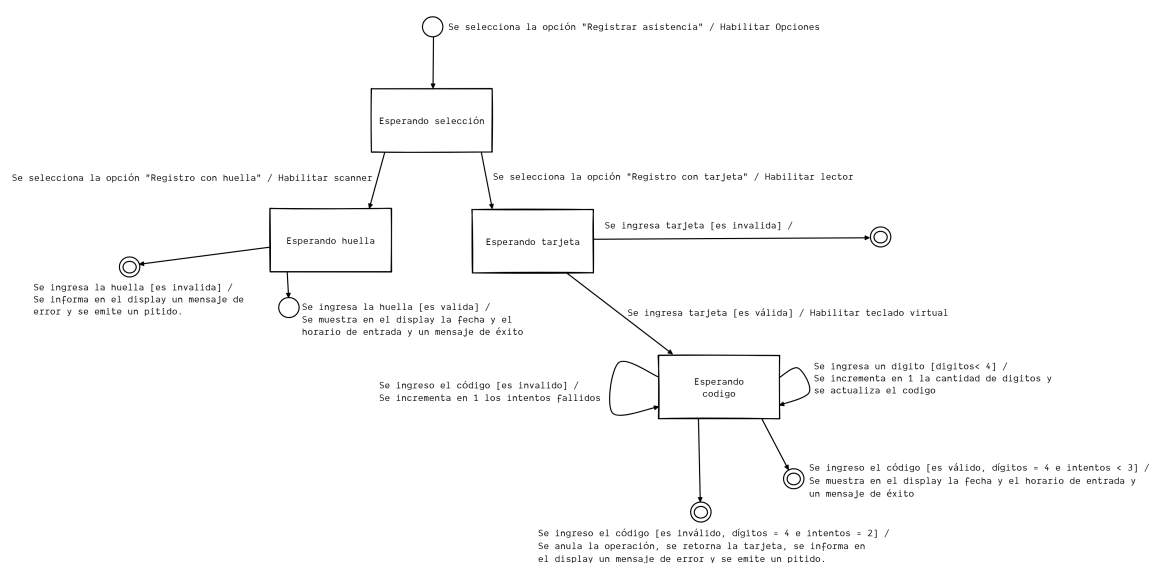 Se selecciona la opción "Registrar asistencia" / Habilitar Opciones
Esperando selección
Se selecciona la opción "Registro con huella" / Habilitar scanner
Se selecciona la opción "Registro con tarjeta" / Habilitar lector
Esperando huella
Esperando tarjeta
Se ingresa tarjeta [es invalida] /
Se ingresa la huella [es invalida] /
Se informa en el display un mensaje de
error y se emite un pitido.
Se ingresa la huella [es valida] /
Se muestra en el display la fecha y el
horario de entrada y un mensaje de éxito
Se ingresa tarjeta [es válida] / Habilitar teclado virtual
Se ingreso el código [es invalido] /
Se incrementa en 1 los intentos fallidos
Esperando
codigo
Se ingresa un digito [digitos< 4] /
Se incrementa en 1 la cantidad de digitos y
se actualiza el codigo
Se ingreso el código [es válido, dígitos = 4 e intentos < 3] /
Se muestra en el display la fecha y el horario de entrada y
un mensaje de éxito
Se ingreso el código [es inválido, dígitos = 4 e intentos = 2] /
Se anula la operación, se retorna la tarjeta, se informa en
el display un mensaje de error y se emite un pitido.